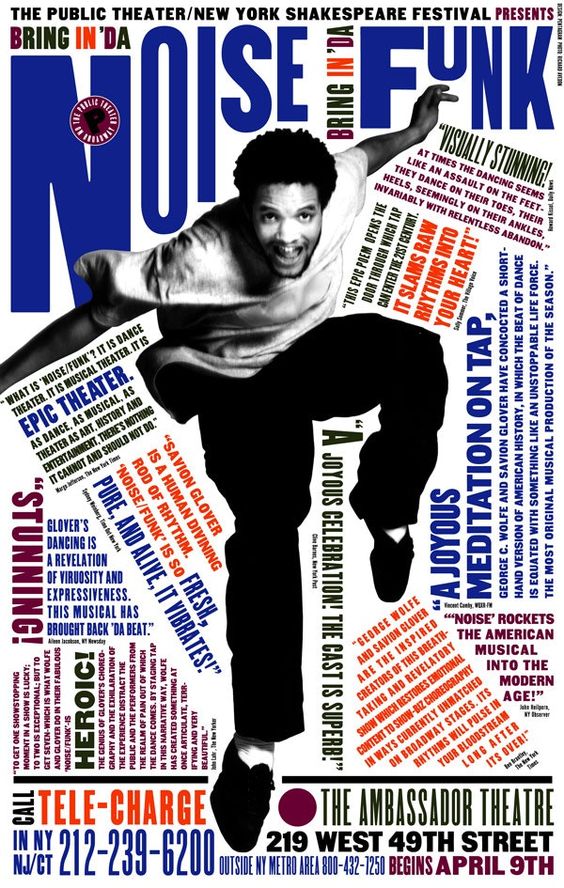 THE PUBLIC THEATER/NEW YORK SHAKESPEARE FESTIVAL PRESENTS
BRING IN 'DA
NOISE
BRING IN 'DA
FUNK
THE PUBLIC THEATER
ON BROADWAY
P
"VISUALLY STUNNING!
AT TIMES THE DANCING SEEMS
LIKE AN ASSAULT ON THE FEET-
THEY DANCE ON THEIR TOES, THEIR
HEELS, SEEMINGLY ON THEIR ANKLES,
INVARIABLY WITH RELENTLESS ABANDON."
Howard Kissel, Daily News
"THIS EPIC POEM OPENS THE
DOOR THROUGH WHICH TAP
CAN ENTER THE 21ST CENTURY.
IT SLAMS RAW
RHYTHMS INTO
YOUR HEART!"
Sally Sommer, The Village Voice
"WHAT IS 'NOISE/FUNK'? IT IS DANCE
THEATER. IT IS MUSICAL THEATER. IT IS
EPIC THEATER.
AS DANCE, AS MUSICAL, AS
THEATER AS ART, HISTORY AND
ENTERTAINMENT, THERE'S NOTHING
IT CANNOT AND SHOULD NOT DO."
Margo Jefferson, The New York Times
"SAVION GLOVER
IS A HUMAN DIVINING
ROD OF RHYTHM.
'NOISE/FUNK' IS SO
FRESH,
PURE, AND ALIVE, IT VIBRATES!"
Sydney Weinberg, Time Out New York
"STUNNING!
GLOVER'S
DANCING IS
A REVELATION
OF VIRUOSITY AND
EXPRESSIVENESS.
THIS MUSICAL HAS
BROUGHT BACK 'DA BEAT."
Aileen Jacobson, NY Newsday
"A JOYOUS CELEBRATION! THE CAST IS SUPERB!"
Clive Barnes, New York Post
"A JOYOUS
MEDITATION ON TAP,
GEORGE C. WOLFE AND SAVION GLOVER HAVE CONCOCTED A SHORT-
HAND VERSION OF AMERICAN HISTORY, IN WHICH THE BEAT OF DANCE
IS EQUATED WITH SOMETHING LIKE AN UNSTOPPABLE LIFE FORCE.
THE MOST ORIGINAL MUSICAL PRODUCTION OF THE SEASON."
Vincent Canby, WQXR-FM
"'NOISE' ROCKETS
THE AMERICAN
MUSICAL
INTO THE
MODERN
AGE!"
John Heilpern,
NY Observer
"GEORGE WOLFE
AND SAVION GLOVER
ARE THE INSPIRED
CREATORS OF THIS BREATH-
TAKING AND REVELATORY
SHOW WHICH NESTLES EMOTIONAL
IN WAYS CURRENTLY UNMATCHED
ON BROADWAY STAGES. ITS
RHYTHMS WILL RAISE IN
YOUR BLOODSTREAM
LONG AFTER
ITS OVER!"
Ben Brantley,
The New York
Times
"TO GET ONE SHOWSTOPPING
MOMENT IN A SHOW IS LUCKY;
TO TWO IS EXCEPTIONAL; BUT TO
GET SEVEN-WHICH IS WHAT WOLFE
AND GLOVER DO IN THEIR FABULOUS
'NOISE/FUNK'-IS
HEROIC!
THE GENIUS OF GLOVER'S CHOREO-
GRAPHY AND THE EXHILARATION OF
THE EXPERIENCE DISTRACT THE
PUBLIC AND THE PERFORMERS FROM
THE REALM OF PAIN OUT OF WHICH
THE DANCE COMES. BY STAGING TAP
IN THIS NARRATIVE WAY, WOLFE
HAS CREATED SOMETHING AT
ONCE ARTICULATE, TERR-
IFYING AND VERY
BEAUTIFUL."
John Lahr, The New Yorker
CALL TELE-CHARGE
IN NY
NJ/CT 212-239-6200
OUTSIDE NY METRO AREA 800-432-7250
THE AMBASSADOR THEATRE
219 WEST 49TH STREET
BEGINS APRIL 9TH